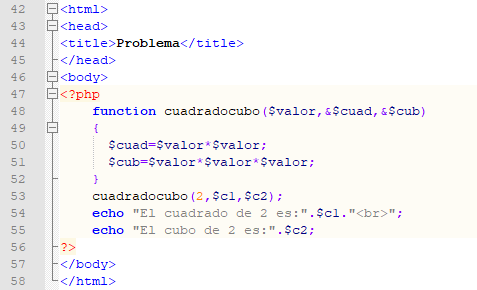 42 <html>
43 <head>
44 <title>Problema</title>
45 </head>
46 <body>
47 <?php
48 function cuadradocubo($valor,&$cuad,&$cub)
49 {
50 $cuad=$valor*$valor;
51 $cub=$valor*$valor*$valor;
52 }
53 cuadradocubo(2,$c1,$c2);
54 echo "El cuadrado de 2 es:".$c1."<br>";
55 echo "El cubo de 2 es:".$c2;
56 ?>
57 </body>
58 </html>